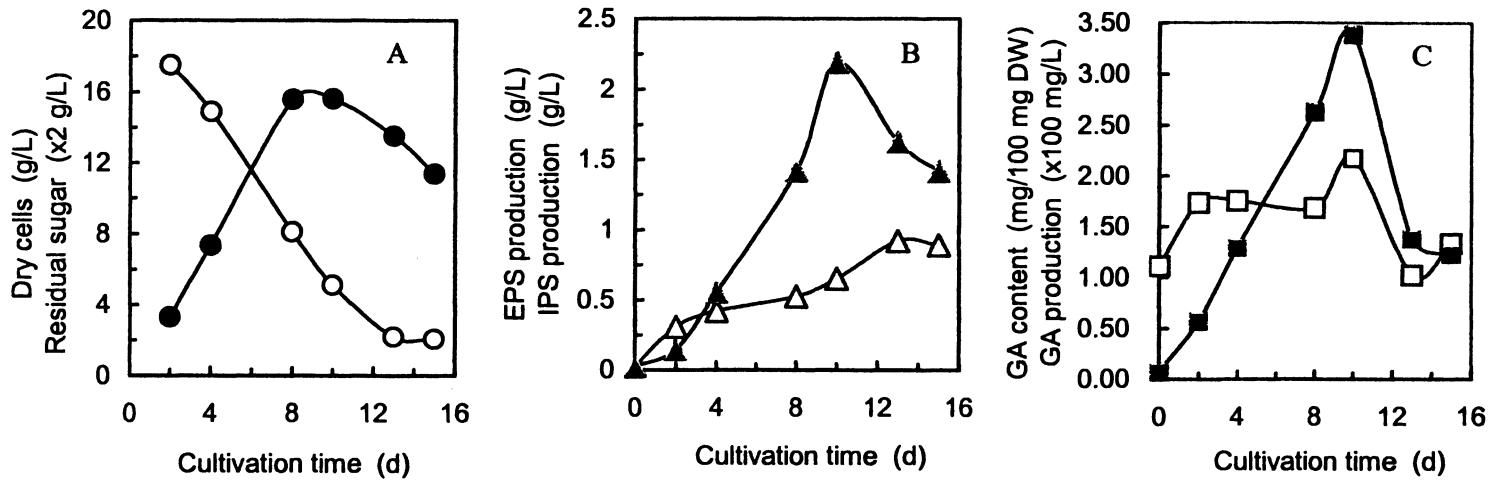 A
Dry cells (g/L)
Residual sugar (x2 g/L)
20
16
12
8
4
0
0 4 8 12 16
Cultivation time (d)
B
EPS production (g/L)
IPS production (g/L)
2.5
2
1.5
1
0.5
0
0 4 8 12 16
Cultivation time (d)
C
GA content (mg/100 mg DW)
GA production (x100 mg/L)
3.50
3.00
2.50
2.00
1.50
1.00
0.50
0.00
0 4 8 12 16
Cultivation time (d)